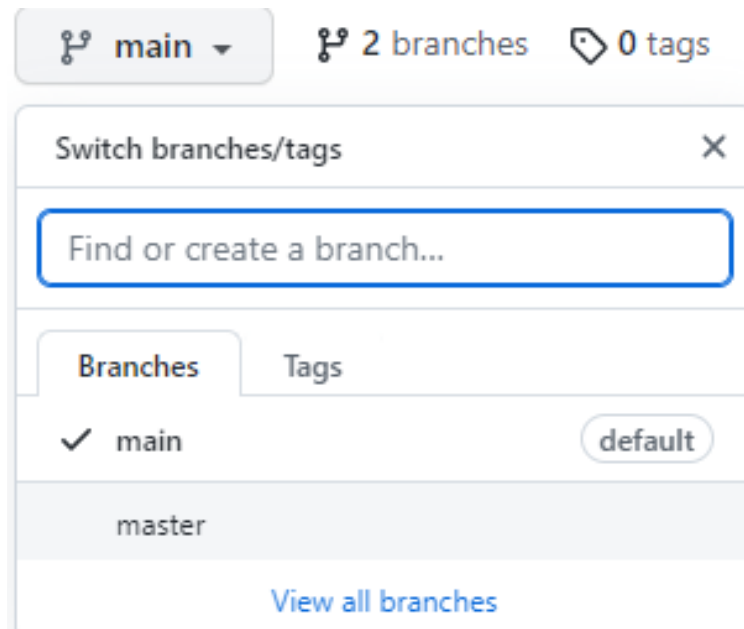 main 2 branches 0 tags
Switch branches/tags
Find or create a branch...
Branches Tags
main default
master
View all branches